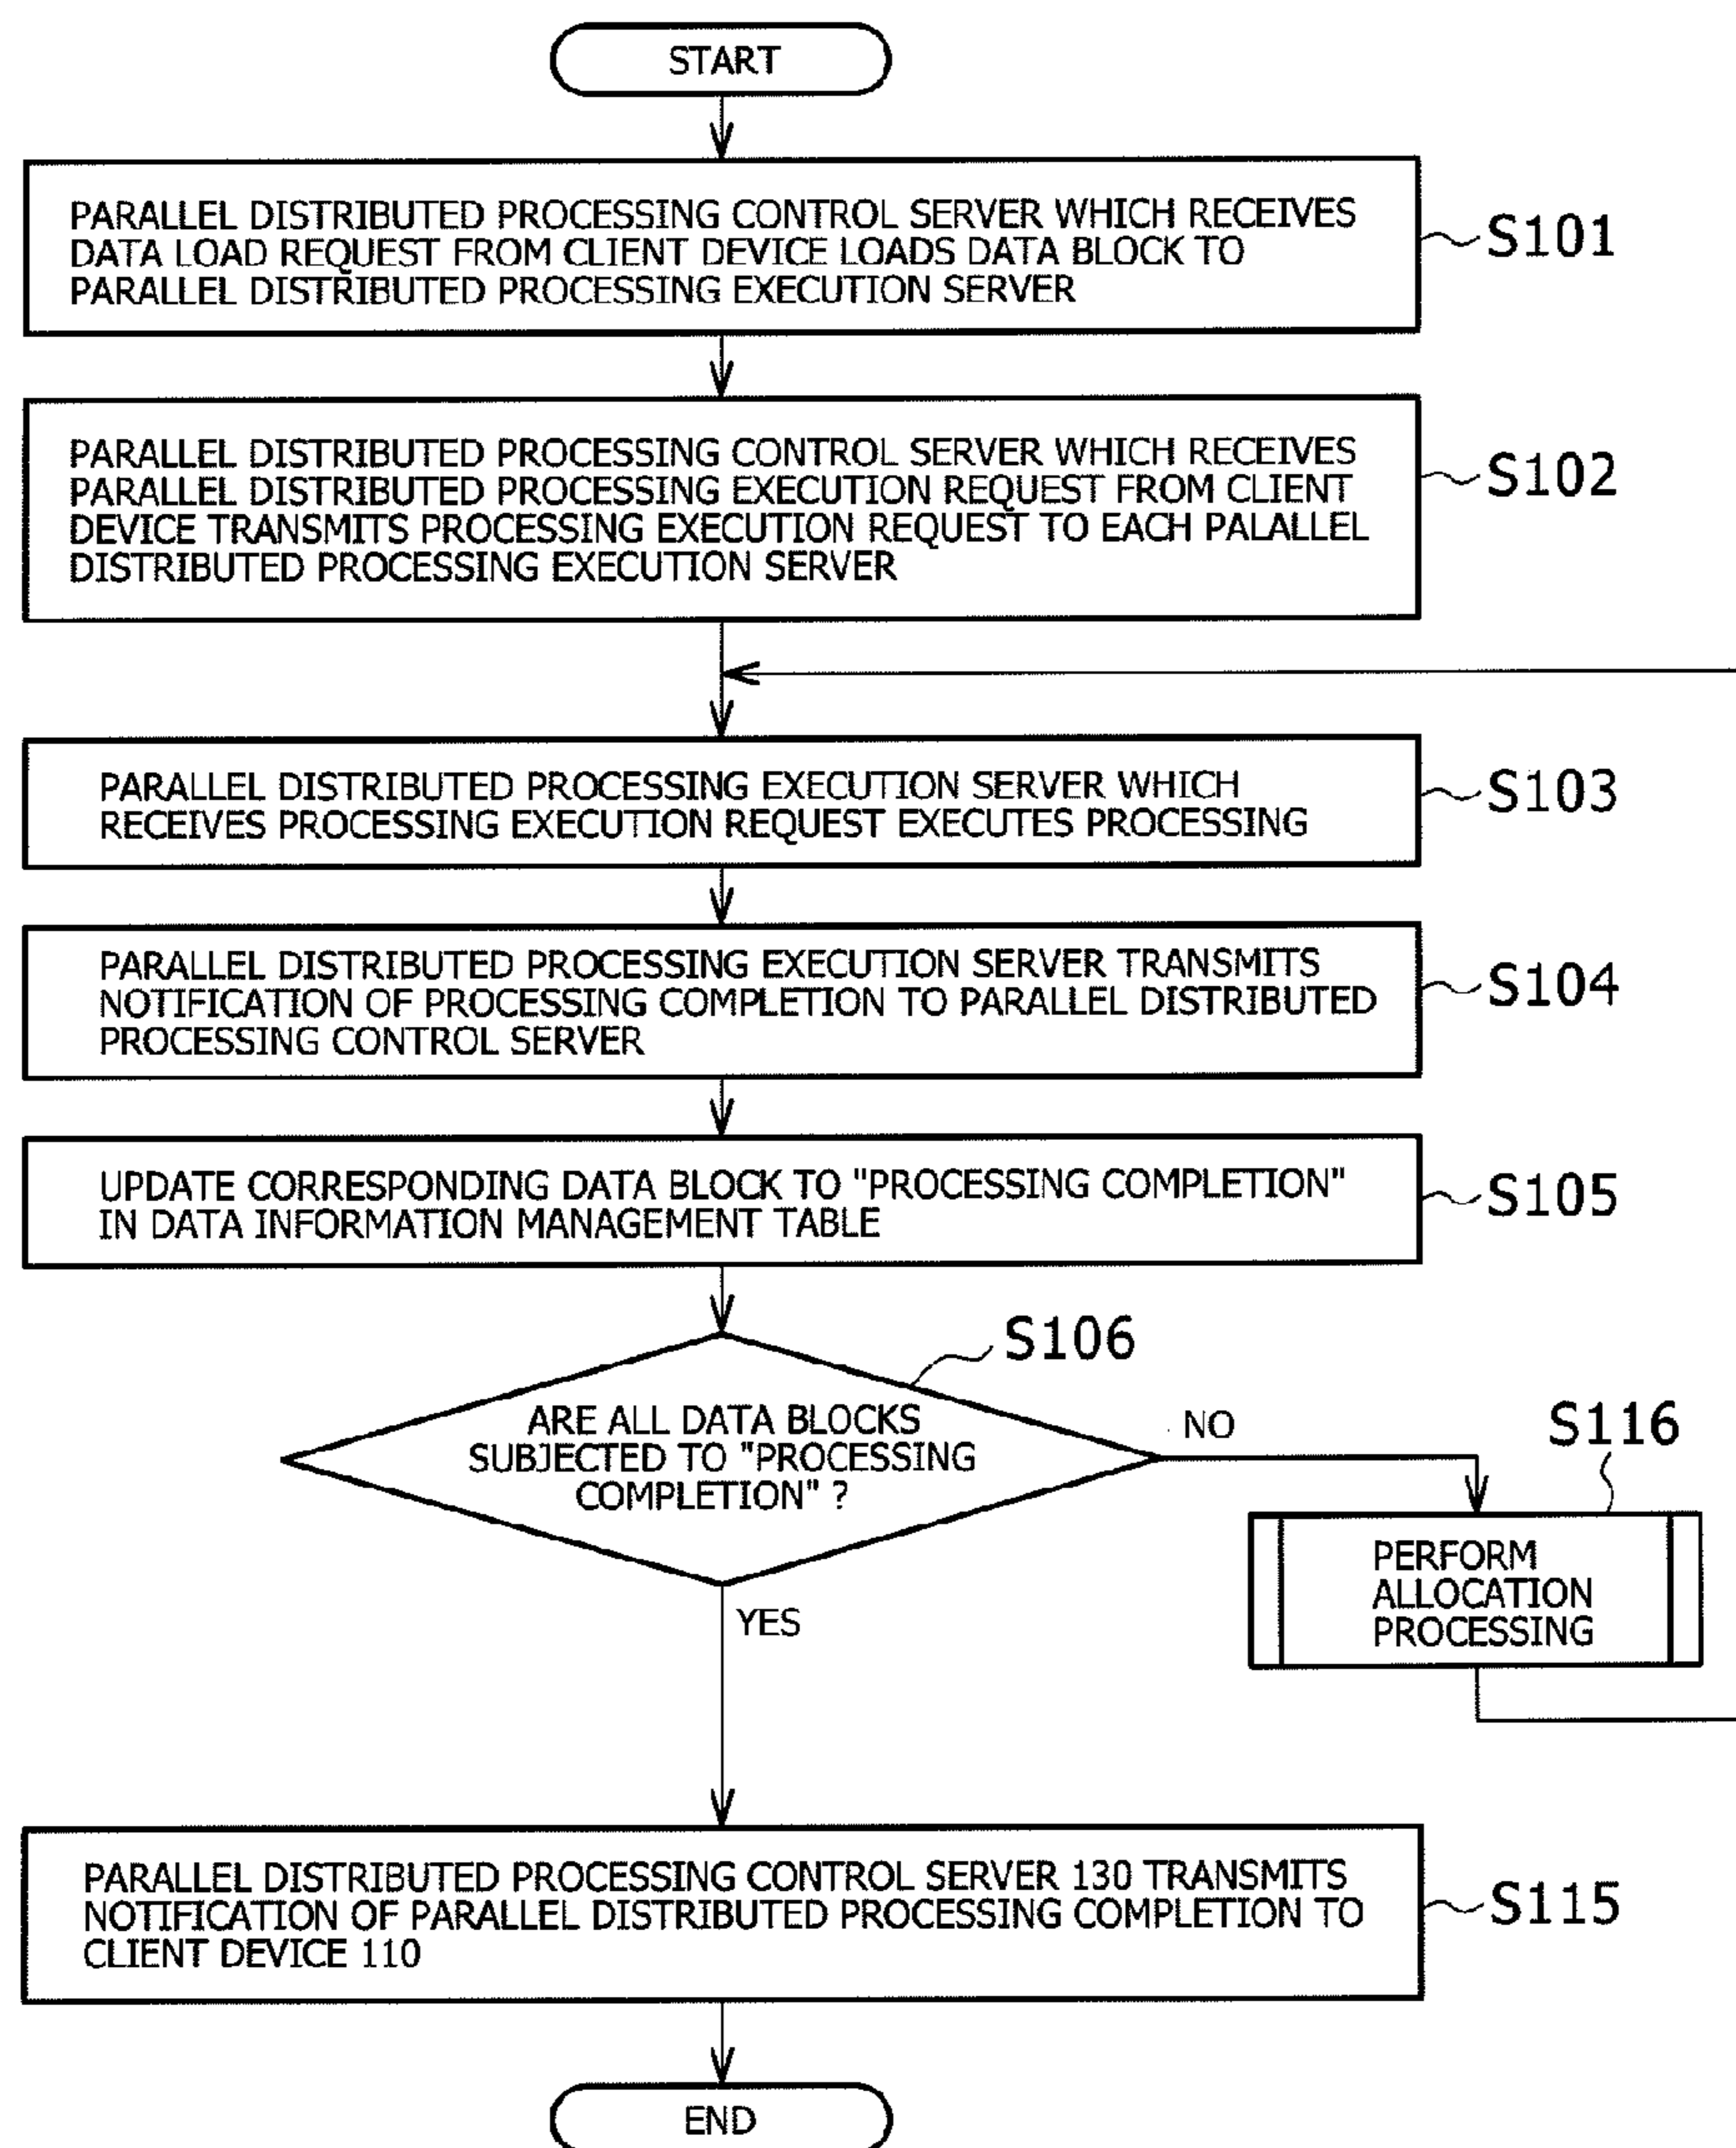 START
PARALLEL DISTRIBUTED PROCESSING CONTROL SERVER WHICH RECEIVES
DATA LOAD REQUEST FROM CLIENT DEVICE LOADS DATA BLOCK TO
PARALLEL DISTRIBUTED PROCESSING EXECUTION SERVER
S101
PARALLEL DISTRIBUTED PROCESSING CONTROL SERVER WHICH RECEIVES
PARALLEL DISTRIBUTED PROCESSING EXECUTION REQUEST FROM CLIENT
DEVICE TRANSMITS PROCESSING EXECUTION REQUEST TO EACH PALALLEL
DISTRIBUTED PROCESSING EXECUTION SERVER
S102
PARALLEL DISTRIBUTED PROCESSING EXECUTION SERVER WHICH
RECEIVES PROCESSING EXECUTION REQUEST EXECUTES PROCESSING
S103
PARALLEL DISTRIBUTED PROCESSING EXECUTION SERVER TRANSMITS
NOTIFICATION OF PROCESSING COMPLETION TO PARALLEL DISTRIBUTED
PROCESSING CONTROL SERVER
S104
UPDATE CORRESPONDING DATA BLOCK TO "PROCESSING COMPLETION"
IN DATA INFORMATION MANAGEMENT TABLE
S105
S106
ARE ALL DATA BLOCKS
SUBJECTED TO "PROCESSING
COMPLETION" ?
NO
S116
PERFORM
ALLOCATION
PROCESSING
YES
PARALLEL DISTRIBUTED PROCESSING CONTROL SERVER 130 TRANSMITS
NOTIFICATION OF PARALLEL DISTRIBUTED PROCESSING COMPLETION TO
CLIENT DEVICE 110
S115
END